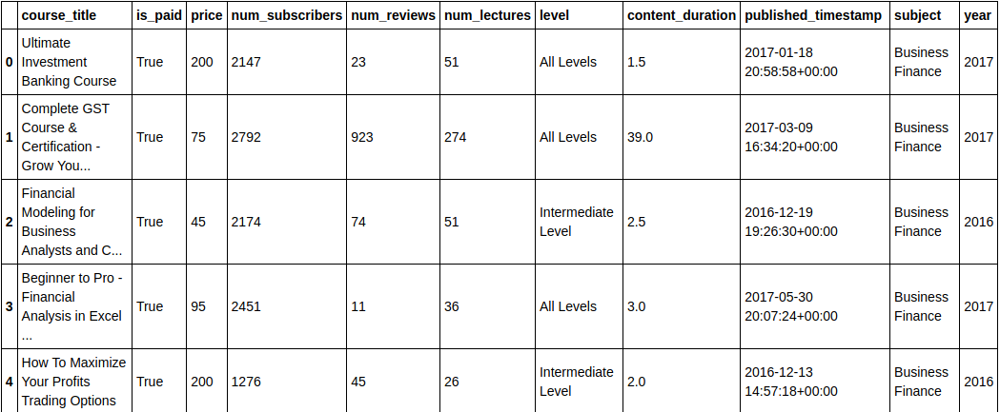 course_title is_paid price num_subscribers num_reviews num_lectures level content_duration published_timestamp subject year
0 Ultimate Investment Banking Course True 200 2147 23 51 All Levels 1.5 2017-01-18 20:58:58+00:00 Business Finance 2017
1 Complete GST Course & Certification - Grow You... True 75 2792 923 274 All Levels 39.0 2017-03-09 16:34:20+00:00 Business Finance 2017
2 Financial Modeling for Business Analysts and C... True 45 2174 74 51 Intermediate Level 2.5 2016-12-19 19:26:30+00:00 Business Finance 2016
3 Beginner to Pro - Financial Analysis in Excel ... True 95 2451 11 36 All Levels 3.0 2017-05-30 20:07:24+00:00 Business Finance 2017
4 How To Maximize Your Profits Trading Options True 200 1276 45 26 Intermediate Level 2.0 2016-12-13 14:57:18+00:00 Business Finance 2016